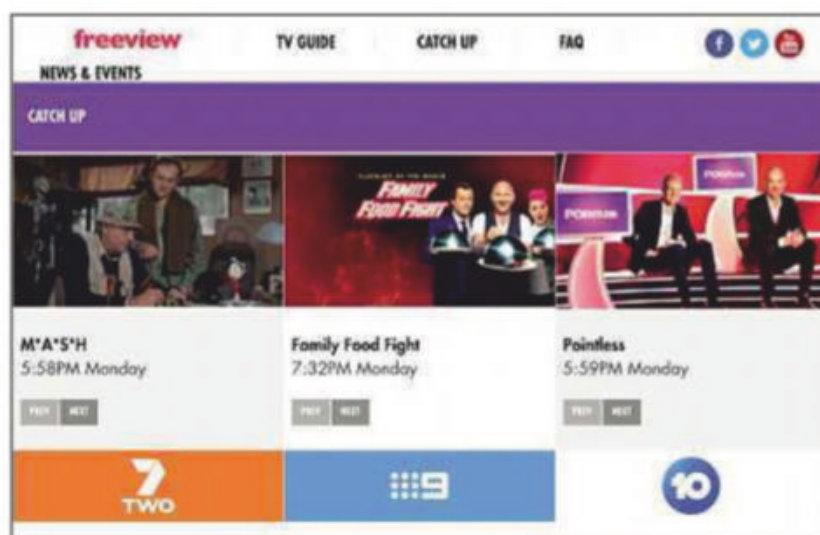 freeview
TV GUIDE
CATCH UP
FAQ
NEWS & EVENTS
CATCH UP
FAMILY
FOOD FIGHT
POINTLESS
M*A*S*H
5:58PM Monday
PREV NEXT
Family Food Fight
7:32PM Monday
PREV NEXT
Pointless
5:59PM Monday
PREV NEXT
7
TWO
9
10